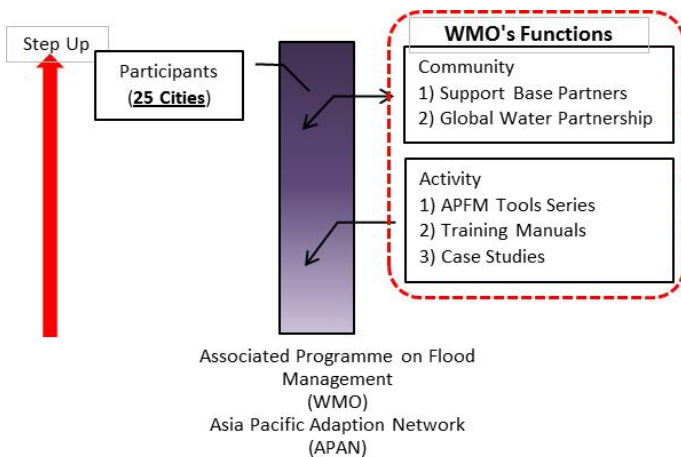 Step Up
Participants
(25 Cities)
WMO's Functions
Community
1) Support Base Partners
2) Global Water Partnership
Activity
1) APFM Tools Series
2) Training Manuals
3) Case Studies
Associated Programme on Flood
Management
(WMO)
Asia Pacific Adaption Network
(APAN)